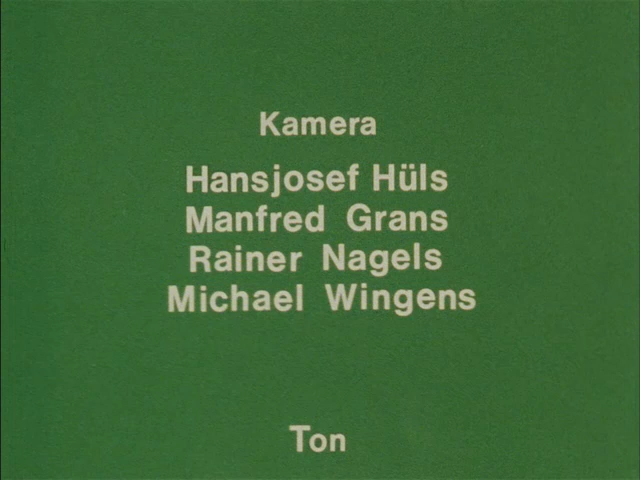 Kamera
Hansjosef Hüls
Manfred Grans
Rainer Nagels
Michael Wingens
Ton